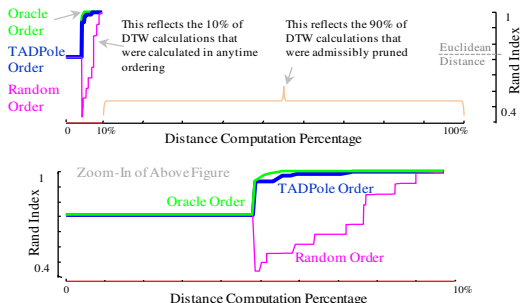 Oracle
Order
TADPole
Order
Random
Order
This reflects the 10% of
DTW calculations that
were calculated in anytime
ordering
This reflects the 90% of
DTW calculations that
were admissibly pruned
Euclidean
Distance
1
Rand Index
0.4
0
10%
100%
Distance Computation Percentage
Zoom-In of Above Figure
Oracle Order
TADPole Order
Random Order
1
Rand Index
0.4
0
10%
Distance Computation Percentage